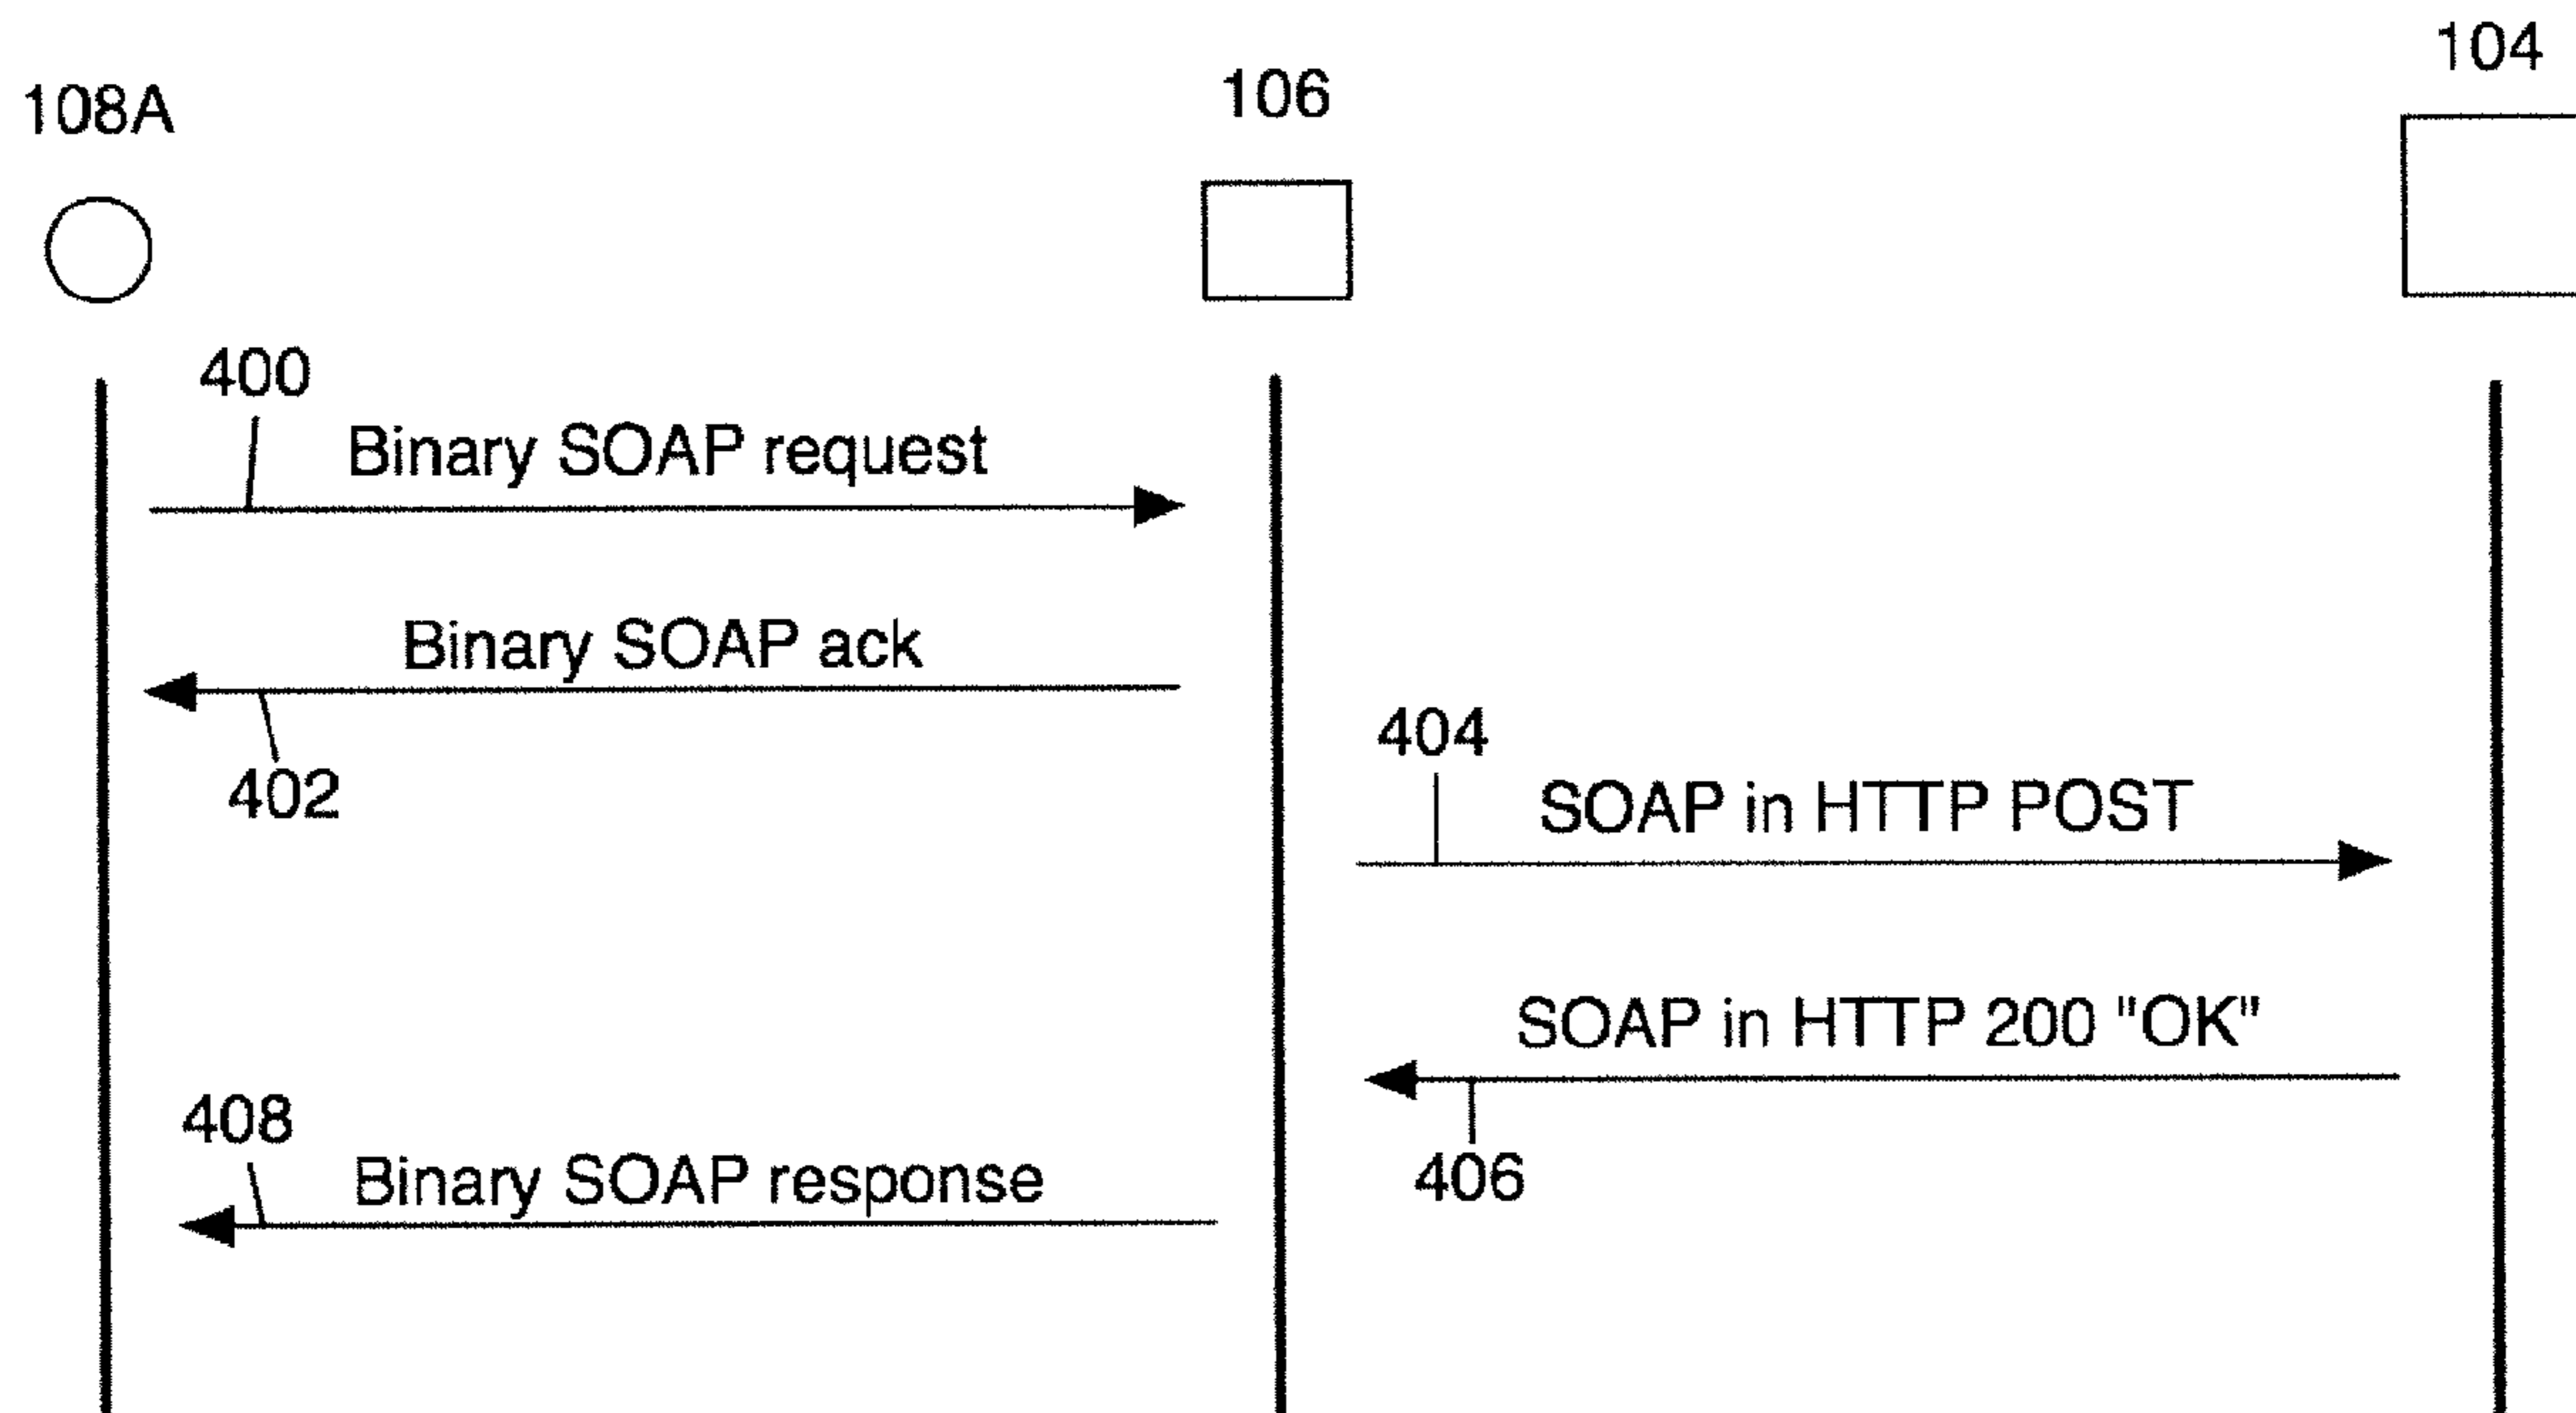 104
106
108A
400
Binary SOAP request
Binary SOAP ack
402
404
SOAP in HTTP POST
SOAP in HTTP 200 "OK"
406
408
Binary SOAP response